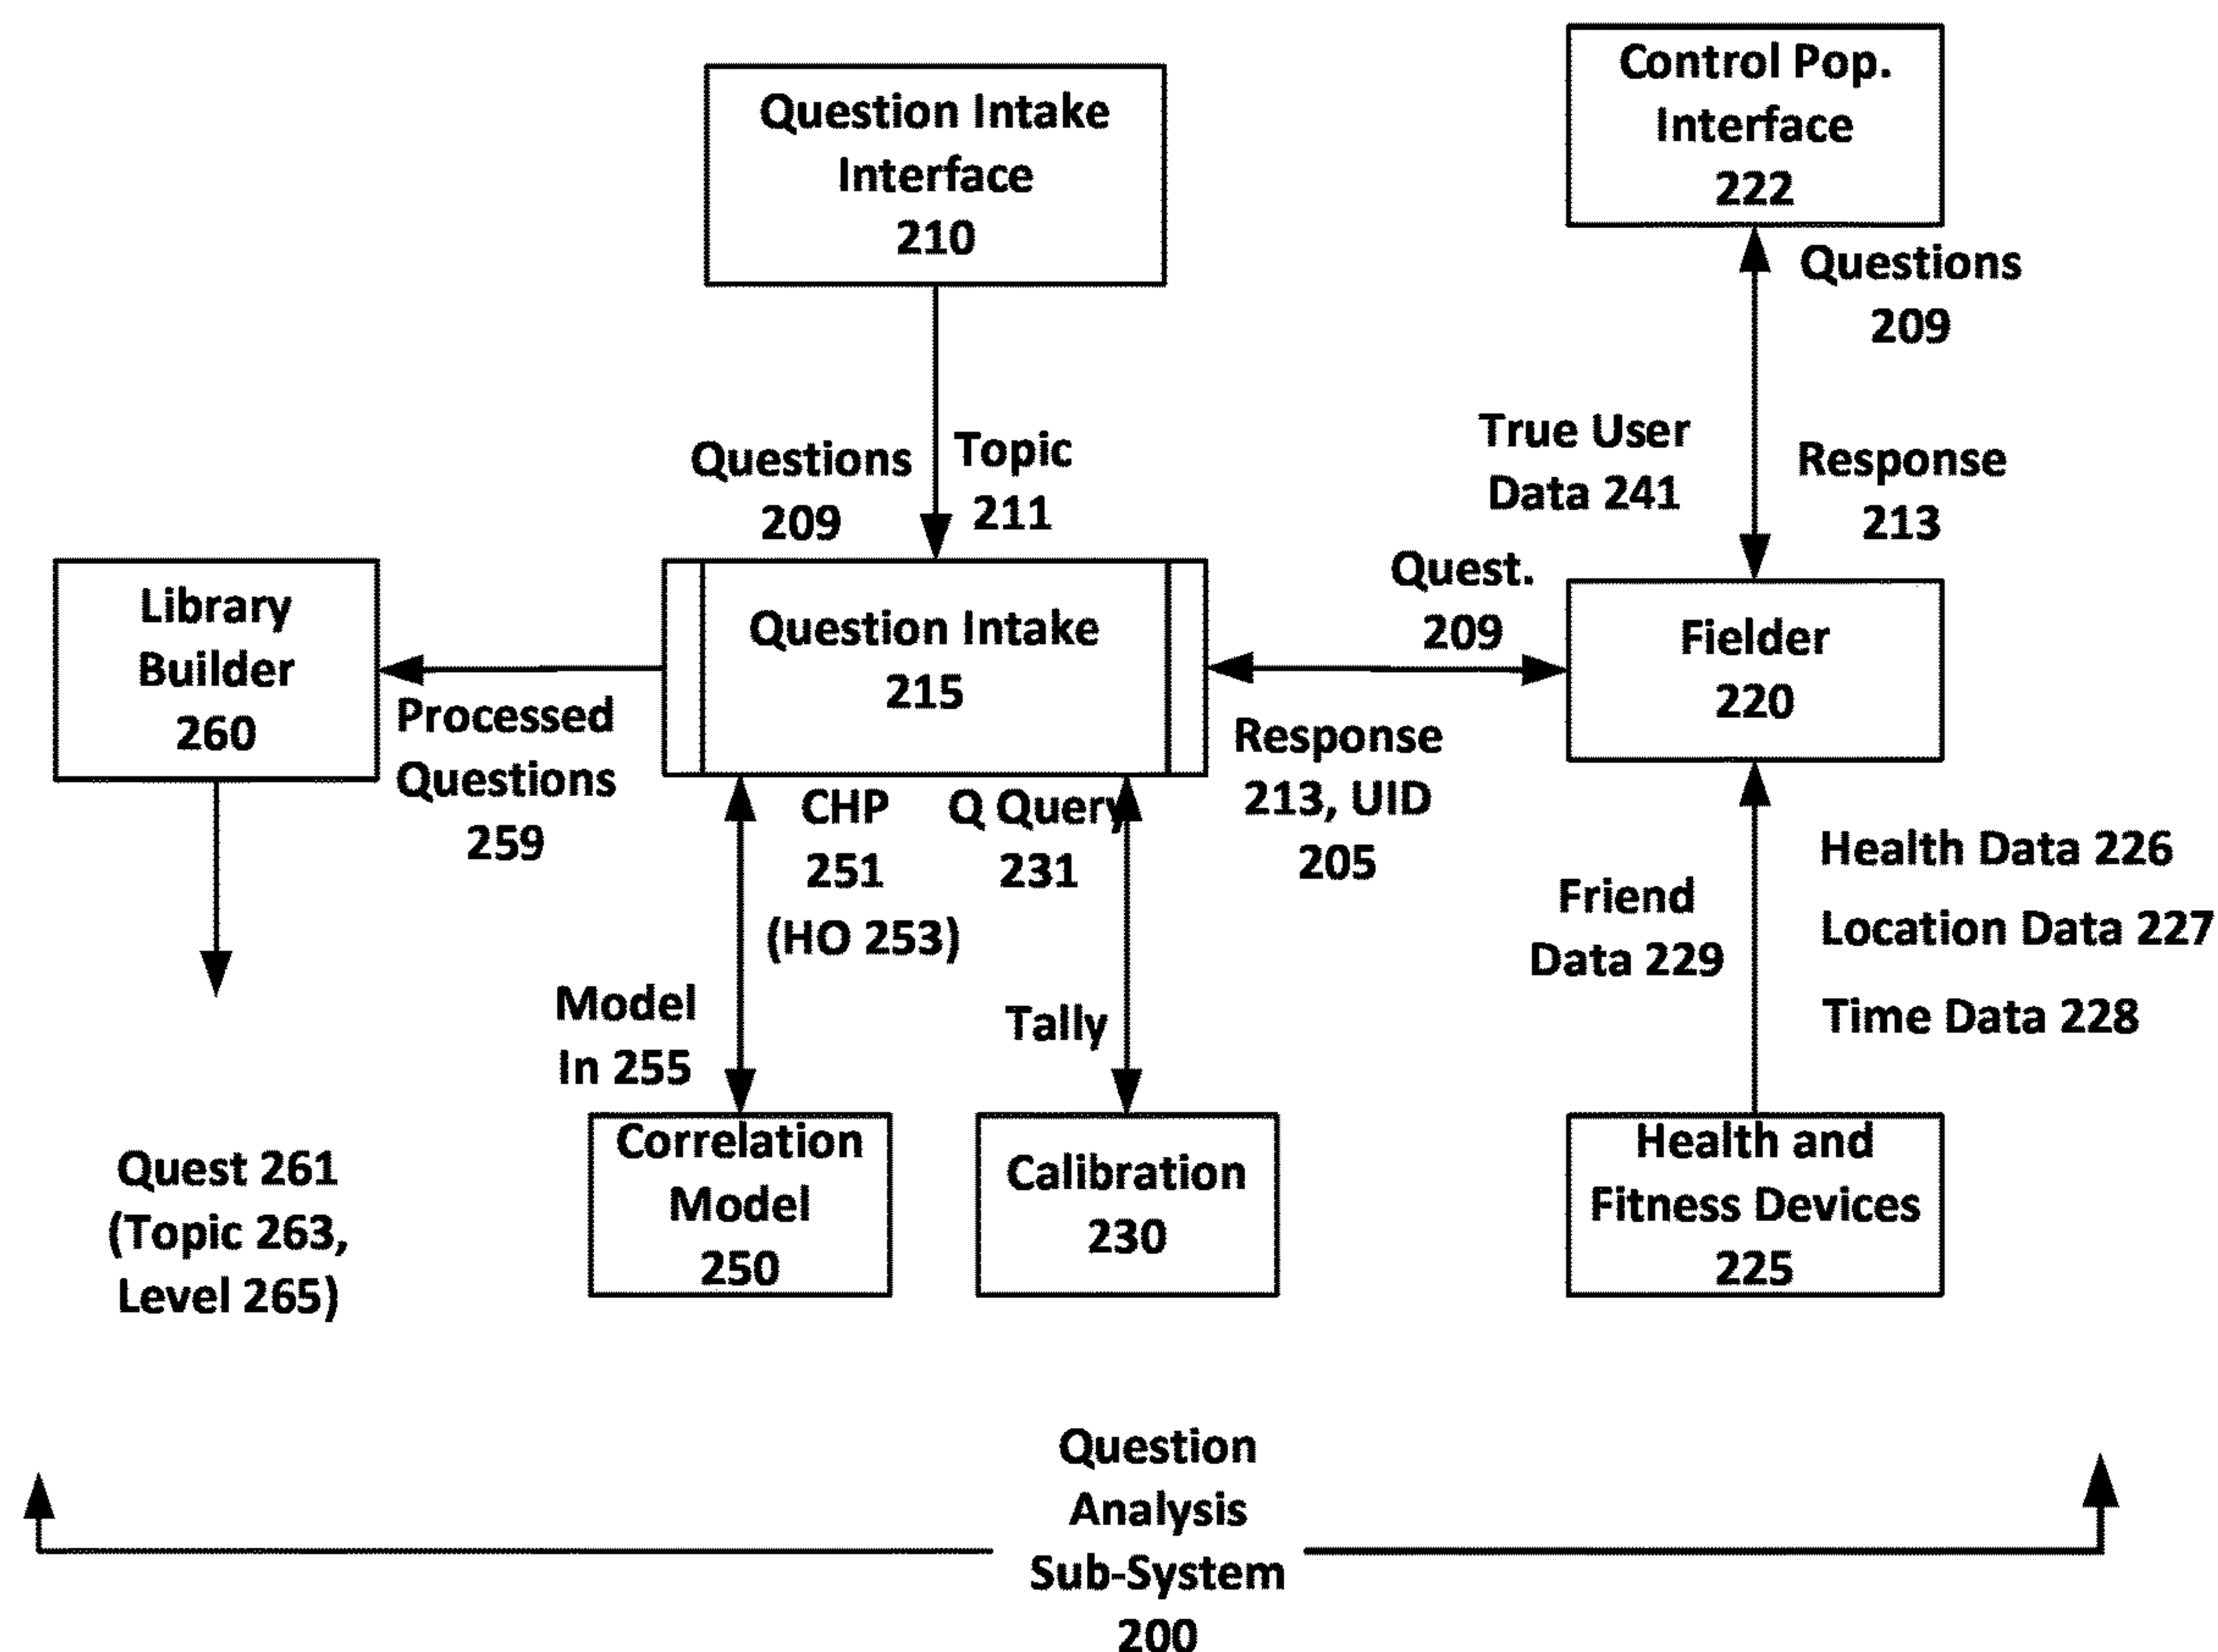 Control Pop.
Interface
222
Question Intake
Interface
210
Questions
209
True User
Data 241
Response
213
Questions
209
Topic
211
Quest.
209
Library
Builder
260
Question Intake
215
Fielder
220
Processed
Questions
259
Response
213, UID
205
CHP
251
(HO 253)
Q Query
231
Health Data 226
Location Data 227
Time Data 228
Friend
Data 229
Model
In 255
Tally
Correlation
Model
250
Calibration
230
Health and
Fitness Devices
225
Quest 261
(Topic 263,
Level 265)
Question
Analysis
Sub-System
200